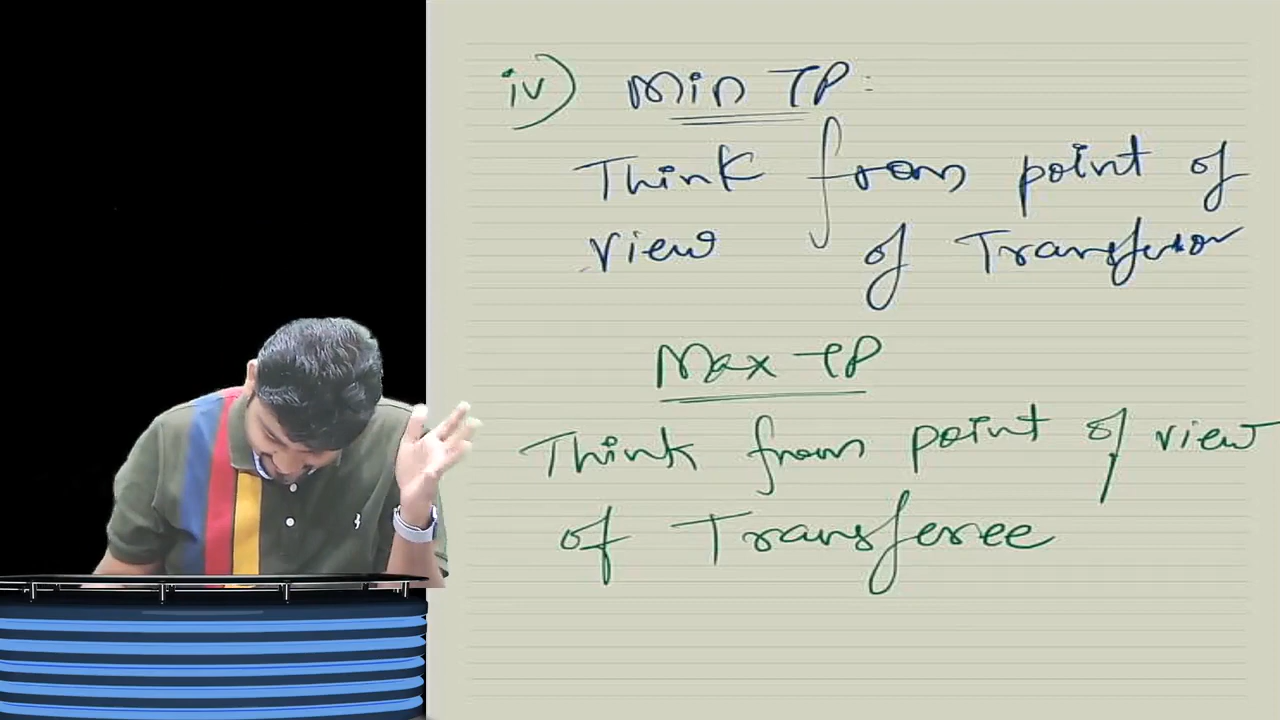 iv) Min TP:
Think from point of
view of Transferor
Max TP
Think from point of view
of Transferee